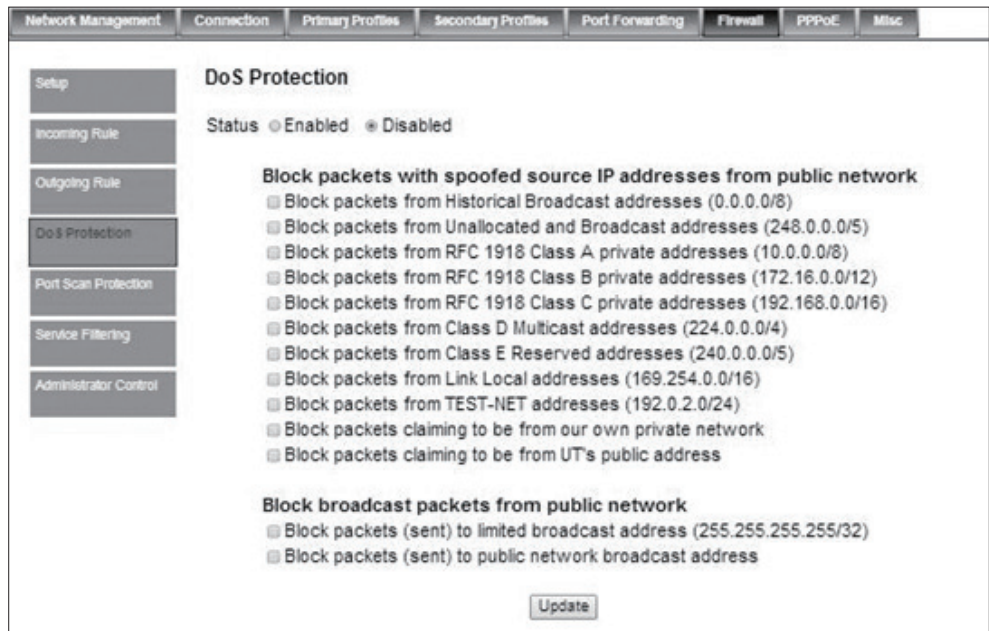 Network Management Connection Primary Profiles Secondary Profiles Port Forwarding Firewall PPPoE Misc
Setup
Incoming Rule
Outgoing Rule
DoS Protection
Port Scan Protection
Service Filtering
Administrator Control
DoS Protection
Status Enabled Disabled
Block packets with spoofed source IP addresses from public network
Block packets from Historical Broadcast addresses (0.0.0.0/8)
Block packets from Unallocated and Broadcast addresses (248.0.0.0/5)
Block packets from RFC 1918 Class A private addresses (10.0.0.0/8)
Block packets from RFC 1918 Class B private addresses (172.16.0.0/12)
Block packets from RFC 1918 Class C private addresses (192.168.0.0/16)
Block packets from Class D Multicast addresses (224.0.0.0/4)
Block packets from Class E Reserved addresses (240.0.0.0/5)
Block packets from Link Local addresses (169.254.0.0/16)
Block packets from TEST-NET addresses (192.0.2.0/24)
Block packets claiming to be from our own private network
Block packets claiming to be from UT's public address
Block broadcast packets from public network
Block packets (sent) to limited broadcast address (255.255.255.255/32)
Block packets (sent) to public network broadcast address
Update